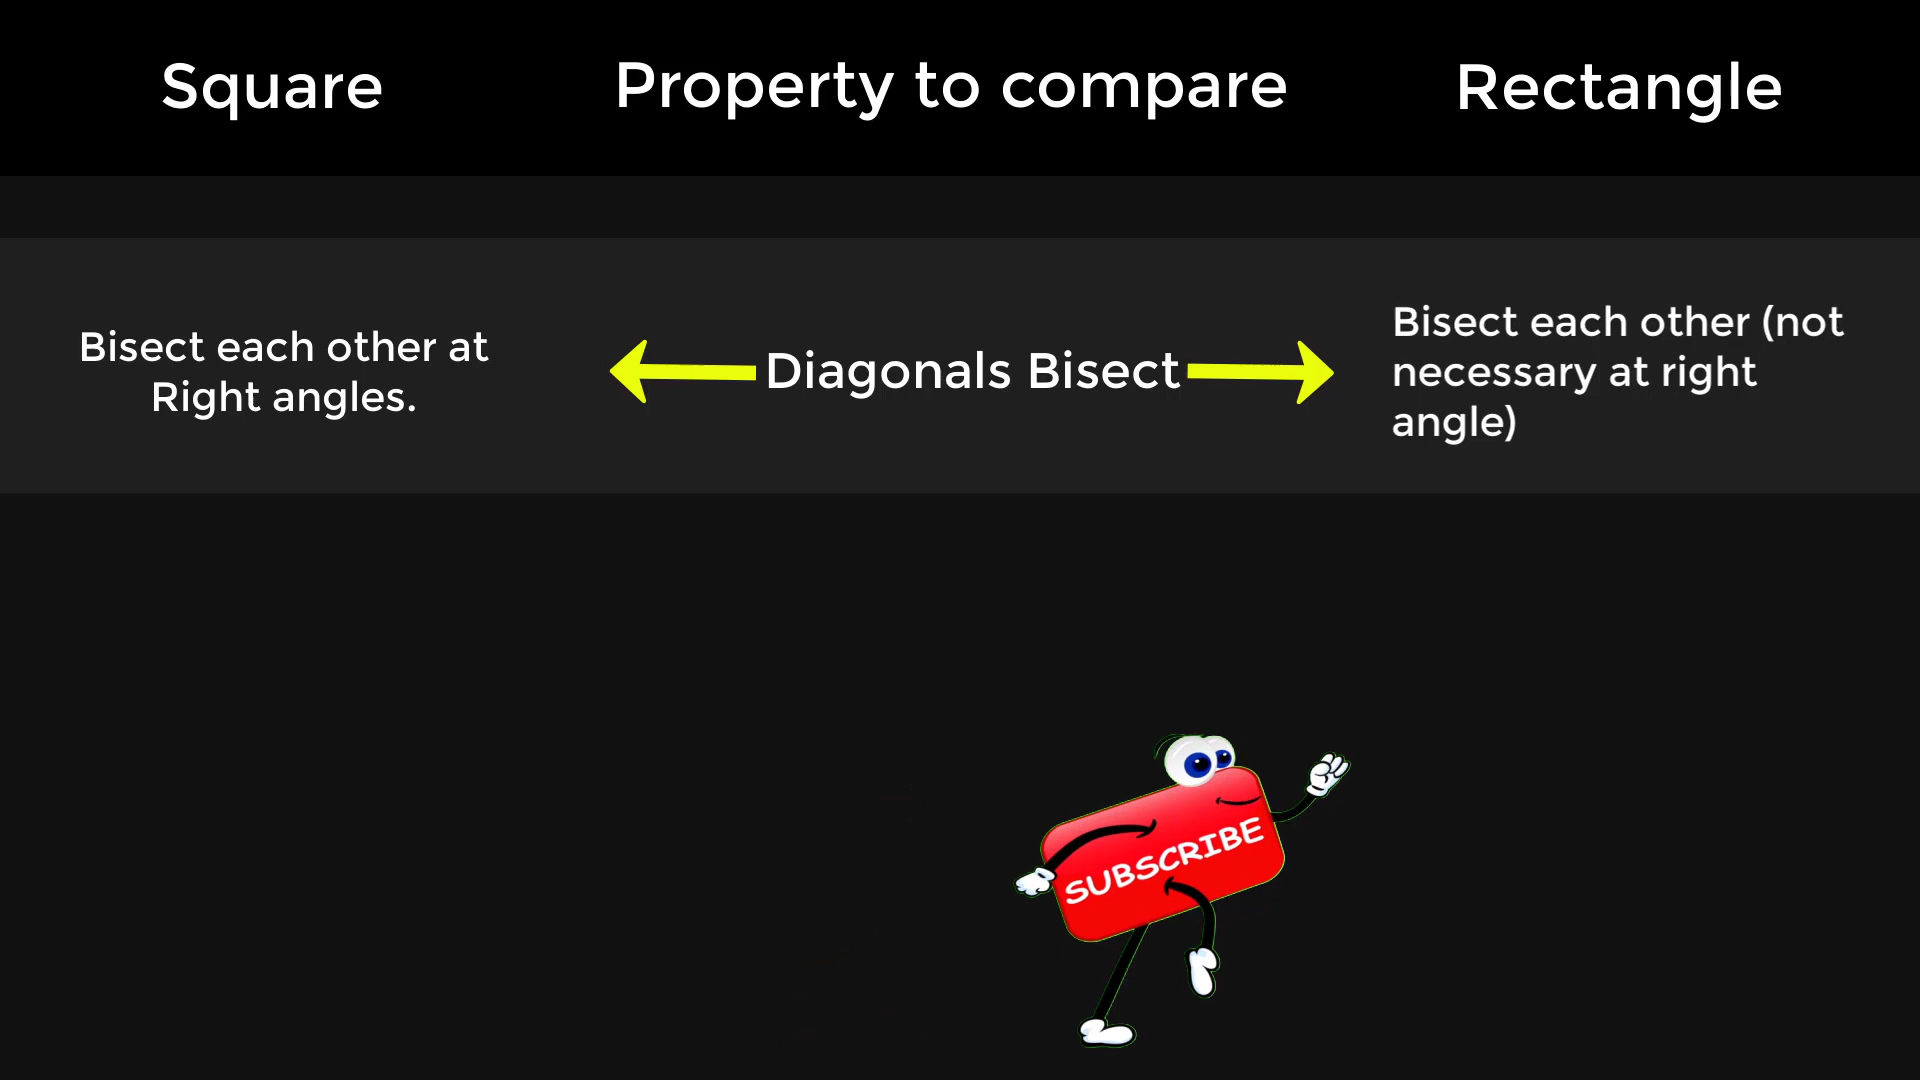 Square
Property to compare
Rectangle
Bisect each other at
Right angles.
Diagonals Bisect
Bisect each other (not
necessary at right
angle)
SUBSCRIBE